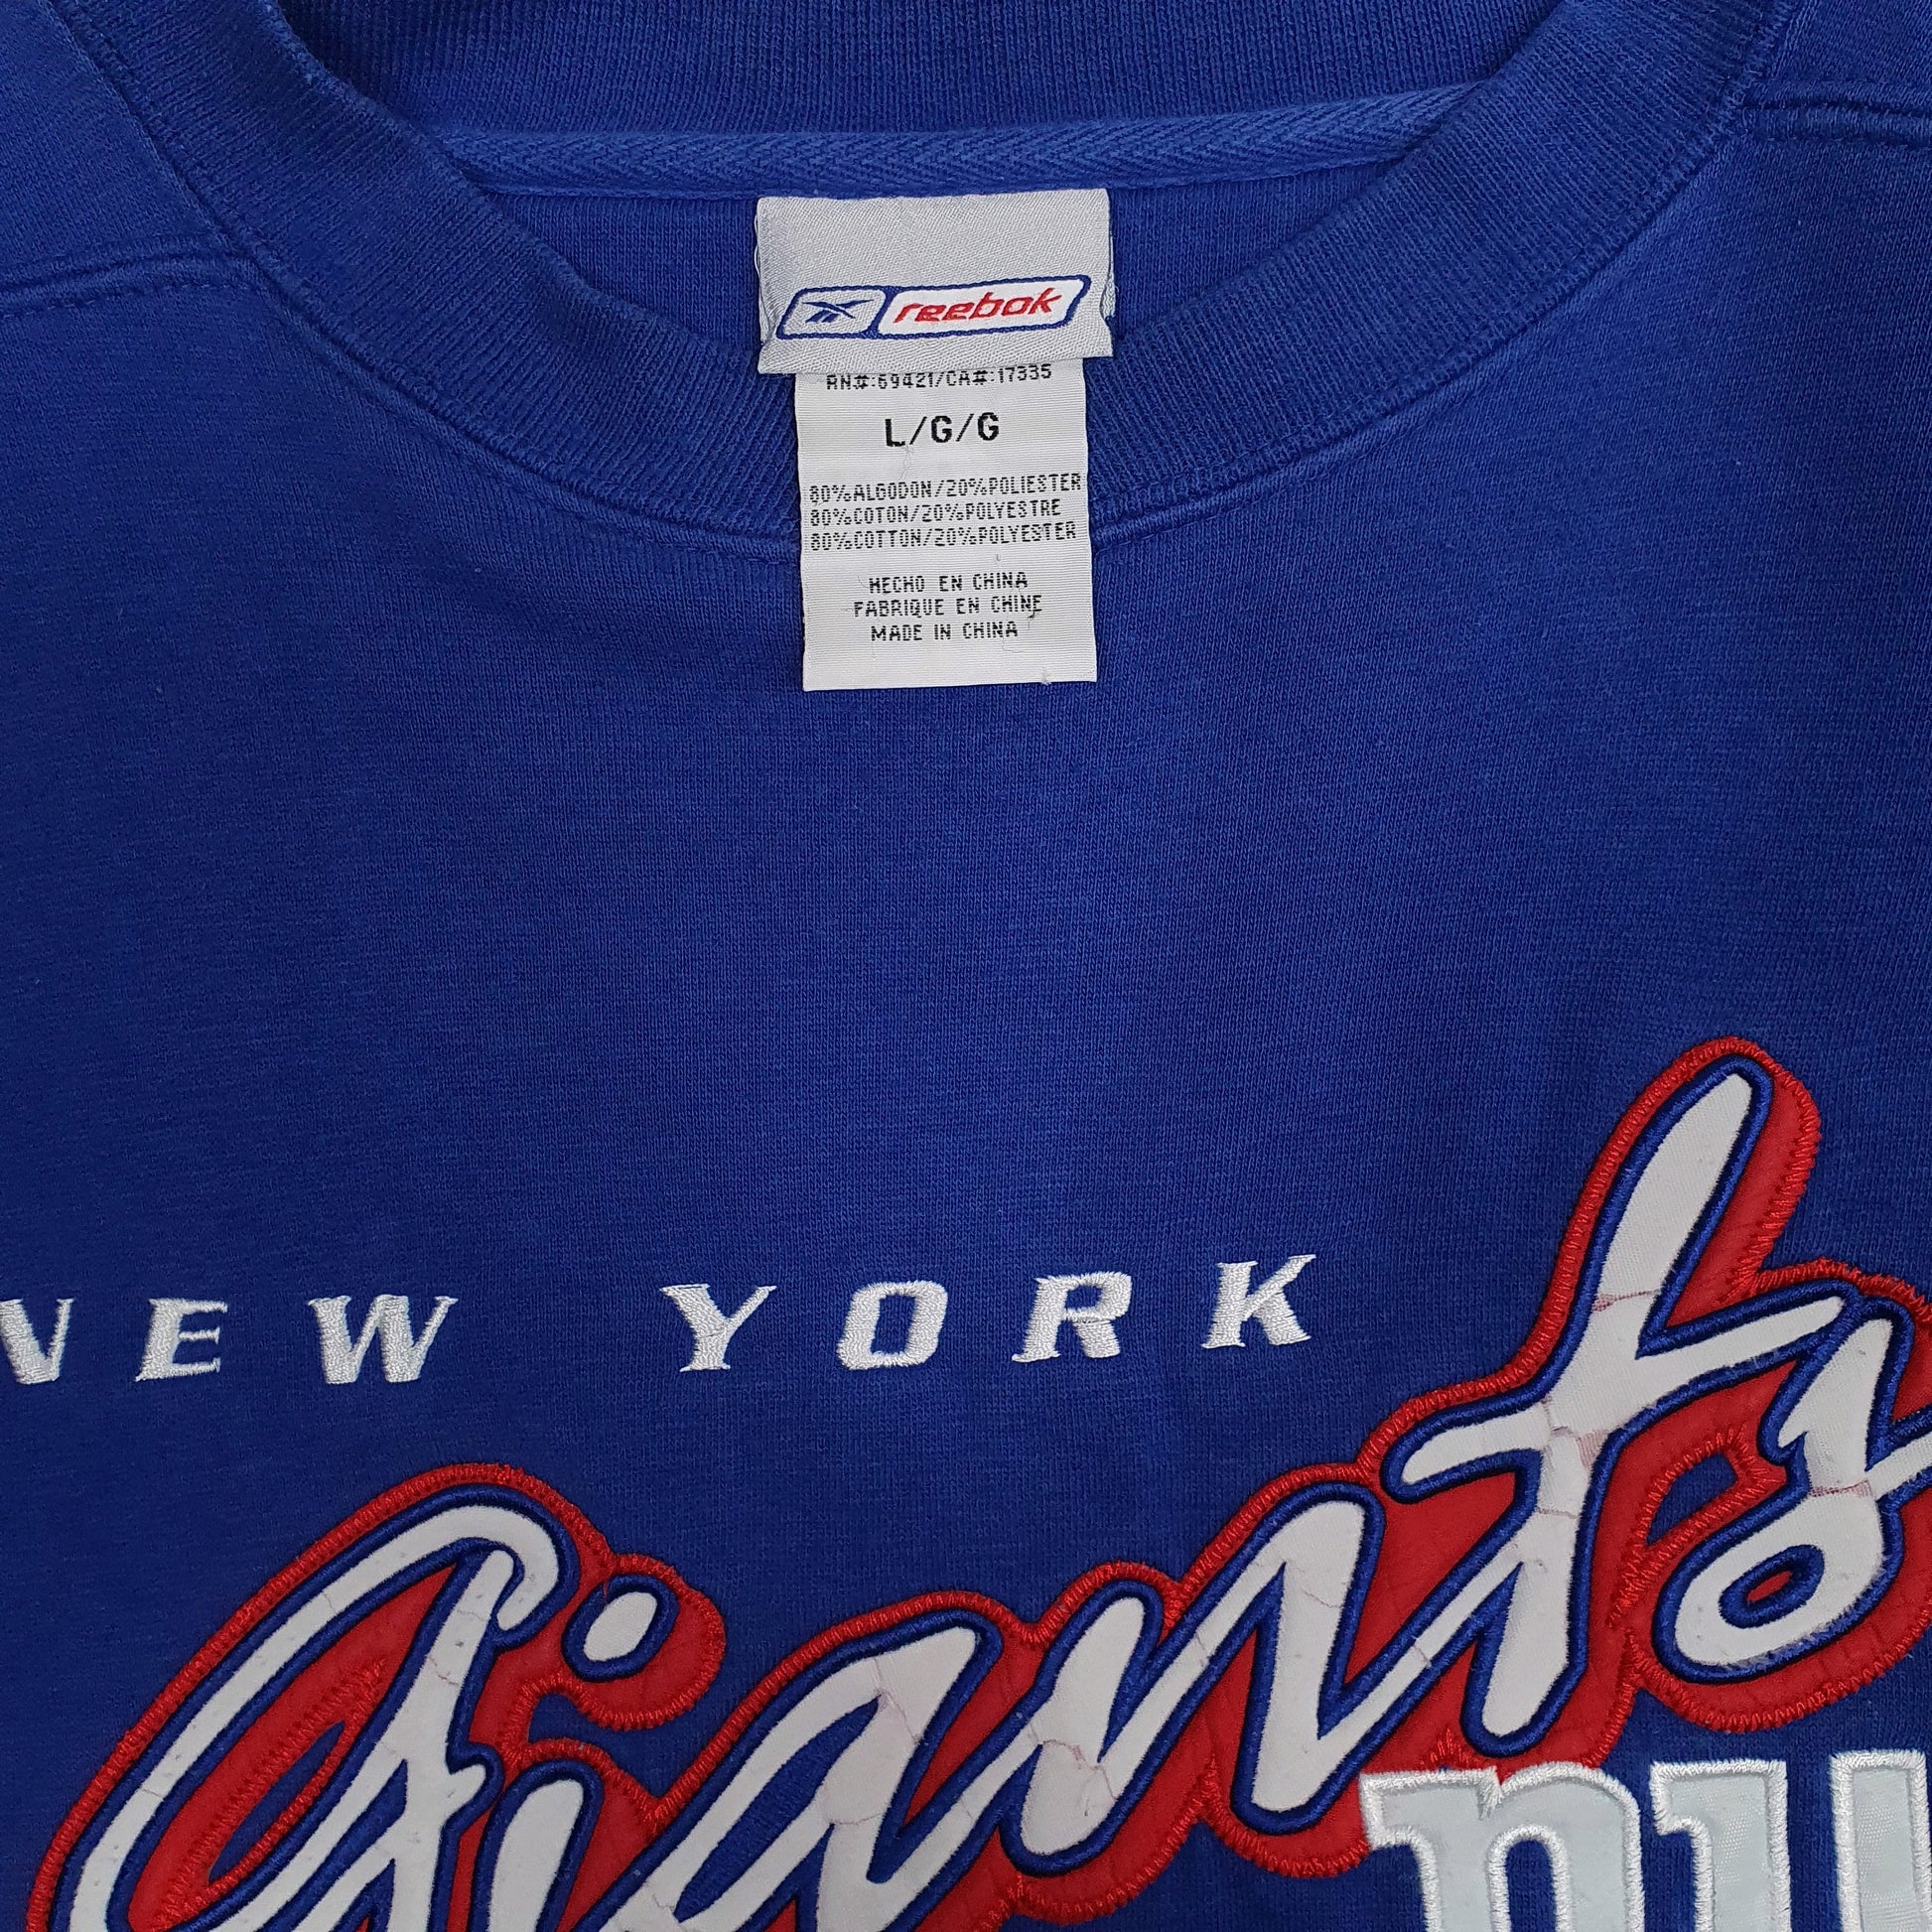 reebok
RN#:69421/CA#:17335
L/G/G
80%ALGODON/20%POLIESTER
80%COTON/20%POLYESTRE
80%COTTON/20%POLYESTER
HECHO EN CHINA
FABRIQUE EN CHINE
MADE IN CHINA
NEW YORK
Giants
ny